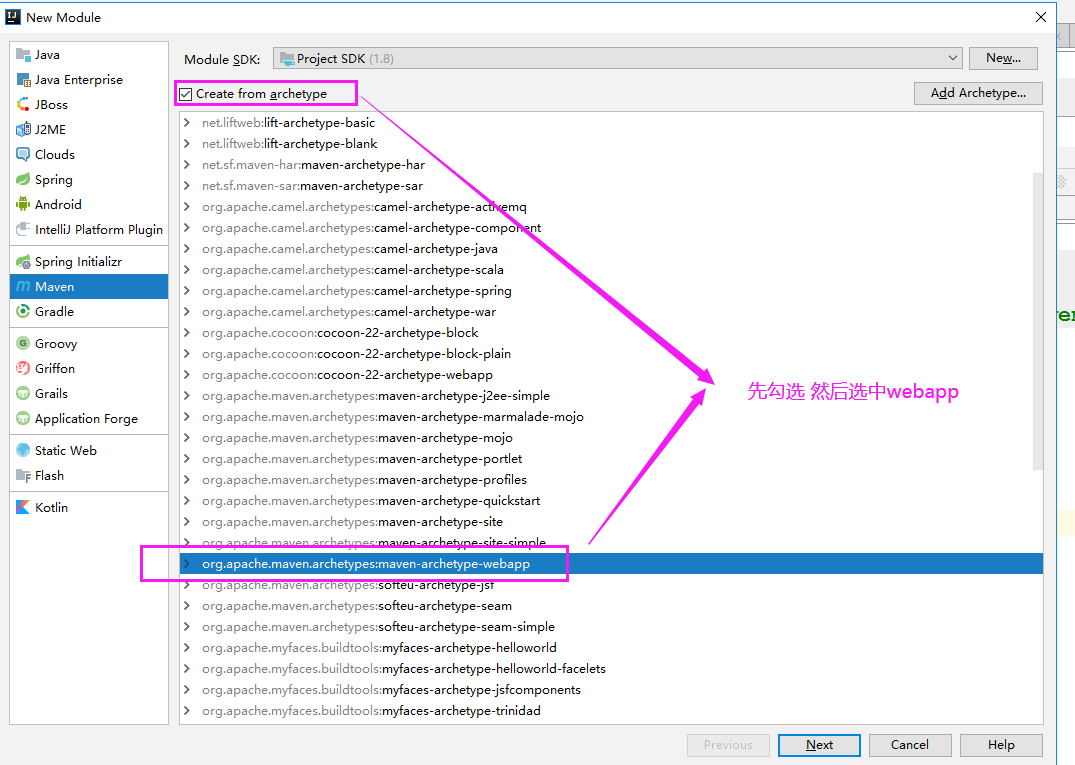 New Module
Java
Java Enterprise
JBoss
J2ME
Clouds
Spring
Android
IntelliJ Platform Plugin
Spring Initializr
Maven
Gradle
Groovy
Griffon
Grails
Application Forge
Static Web
Flash
Kotlin
Module SDK: Project SDK (1.8) New...
Create from archetype Add Archetype...
net.liftweb:lift-archetype-basic
net.liftweb:lift-archetype-blank
net.sf.maven-har:maven-archetype-har
net.sf.maven-sar:maven-archetype-sar
org.apache.camel.archetypes:camel-archetype-activemq
org.apache.camel.archetypes:camel-archetype-component
org.apache.camel.archetypes:camel-archetype-java
org.apache.camel.archetypes:camel-archetype-scala
org.apache.camel.archetypes:camel-archetype-spring
org.apache.camel.archetypes:camel-archetype-war
org.apache.cocoon:cocoon-22-archetype-block
org.apache.cocoon:cocoon-22-archetype-block-plain
org.apache.cocoon:cocoon-22-archetype-webapp
org.apache.maven.archetypes:maven-archetype-j2ee-simple
org.apache.maven.archetypes:maven-archetype-marmalade-mojo
org.apache.maven.archetypes:maven-archetype-mojo
org.apache.maven.archetypes:maven-archetype-portlet
org.apache.maven.archetypes:maven-archetype-profiles
org.apache.maven.archetypes:maven-archetype-quickstart
org.apache.maven.archetypes:maven-archetype-site
org.apache.maven.archetypes:maven-archetype-site-simple
org.apache.maven.archetypes:maven-archetype-webapp
org.apache.maven.archetypes:softeu-archetype-jsf
org.apache.maven.archetypes:softeu-archetype-seam
org.apache.maven.archetypes:softeu-archetype-seam-simple
org.apache.myfaces.buildtools:myfaces-archetype-helloworld
org.apache.myfaces.buildtools:myfaces-archetype-helloworld-facelets
org.apache.myfaces.buildtools:myfaces-archetype-jsfcomponents
org.apache.myfaces.buildtools:myfaces-archetype-trinidad
先勾选 然后选中webapp
Previous Next Cancel Help